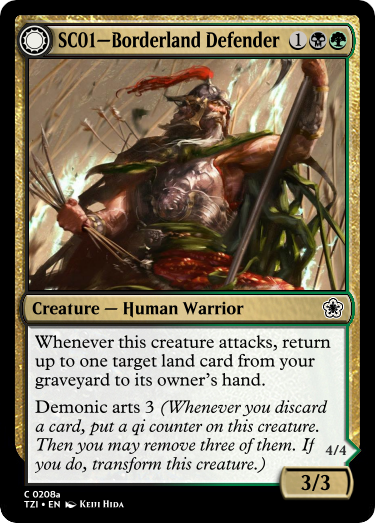 SC01—Borderland Defender 1
Creature — Human Warrior
Whenever this creature attacks, return
up to one target land card from your
graveyard to its owner's hand.
Demonic arts 3 (Whenever you discard
a card, put a qi counter on this creature.
Then you may remove three of them. If
you do, transform this creature.)
4/4
3/3
C 0208a
TZI • EN Keiji Hida